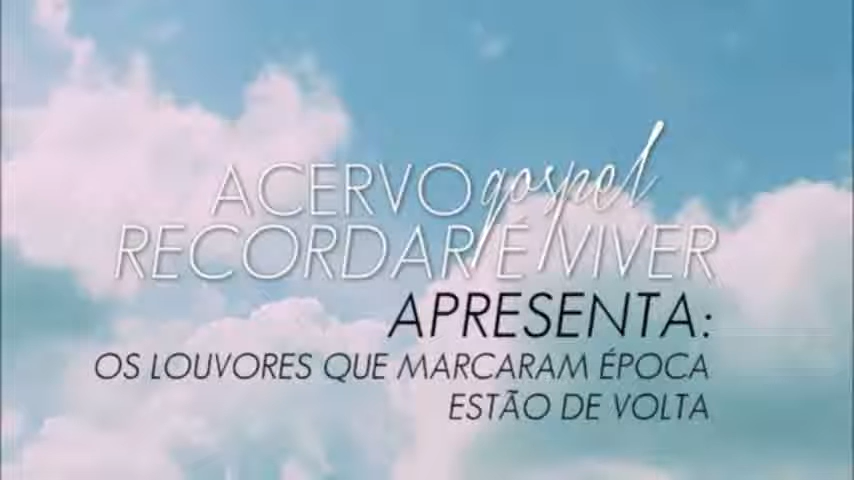 ACERVO gospel
RECORDAR É VIVER
APRESENTA:
OS LOUVORES QUE MARCARAM ÉPOCA
ESTÃO DE VOLTA